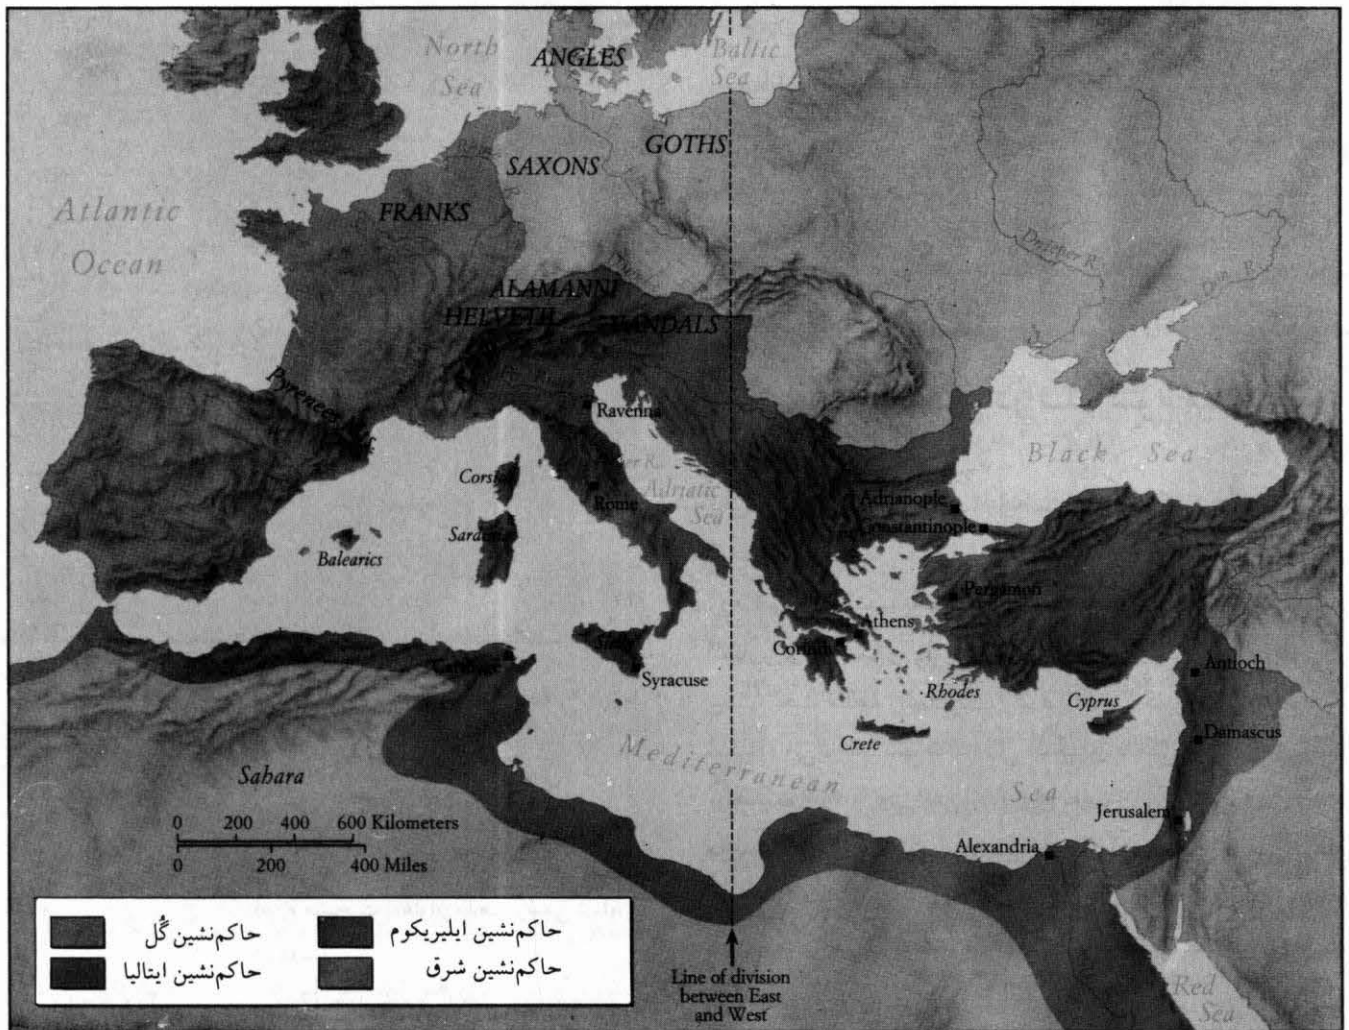 North
Sea
ANGLES
Baltic
Sea
GOTHS
SAXONS
Atlantic
Ocean
FRANKS
Dnieper R.
Don R.
ALAMANNI
HELVETII
VANDALS
Pyrenees
Ravenna
Black Sea
Corsica
Adriatic
Sea
Rome
Adrianople
Constantinople
Sardinia
Balearics
Pergamon
Athens
Corinth
Syracuse
Antioch
Rhodes
Cyprus
Damascus
Crete
Mediterranean
Sea
Sahara
Jerusalem
0 200 400 600 Kilometers
0 200 400 Miles
Alexandria
حاکم‌نشین گُل
حاکم‌نشین ایلیریکوم
حاکم‌نشین ایتالیا
حاکم‌نشین شرق
Line of division
between East
and West
Red
Sea